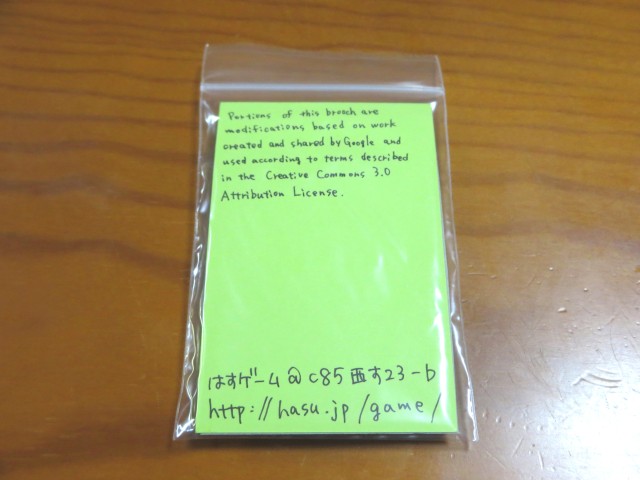 Portions of this brooch are
modifications based on work
created and shared by Google and
used according to terms described
in the Creative Commons 3.0
Attribution License.
はすゲーム@c85西す23-b
http://hasu.jp/game/